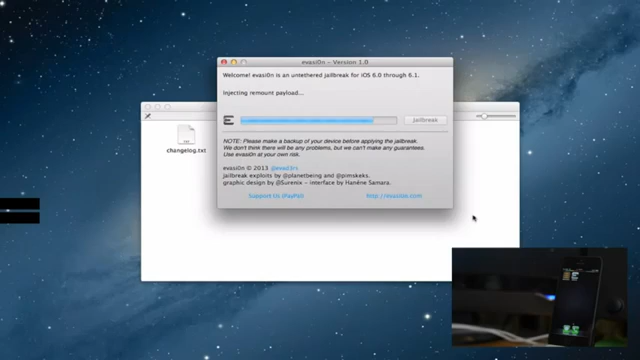 evasi0n - Version 1.0
Welcome! evasi0n is an untethered jailbreak for iOS 6.0 through 6.1.
Injecting remount payload...
Jailbreak
NOTE: Please make a backup of your device before applying the jailbreak.
We don't think there will be any problems, but we can't make any guarantees.
Use evasi0n at your own risk.
evasi0n © 2013 @evad3rs
jailbreak exploits by @planetbeing and @pimskeks.
graphic design by @Surenix - interface by Hanéne Samara.
Support Us (PayPal)
http://evasi0n.com
changelog.txt